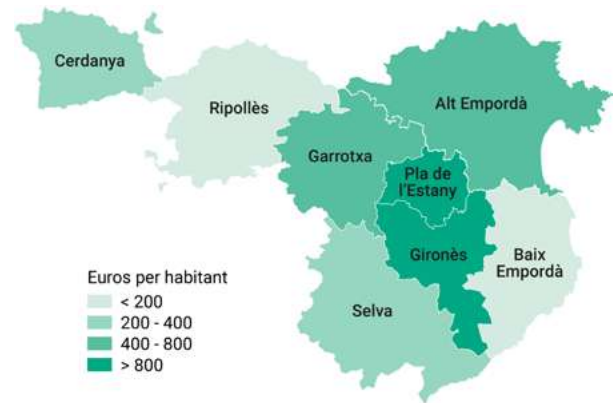 Cerdanya
Ripollès
Alt Empordà
Garrotxa
Pla de
l'Estany
Gironès
Baix
Empordà
Selva
Euros per habitant
< 200
200 - 400
400 - 800
> 800